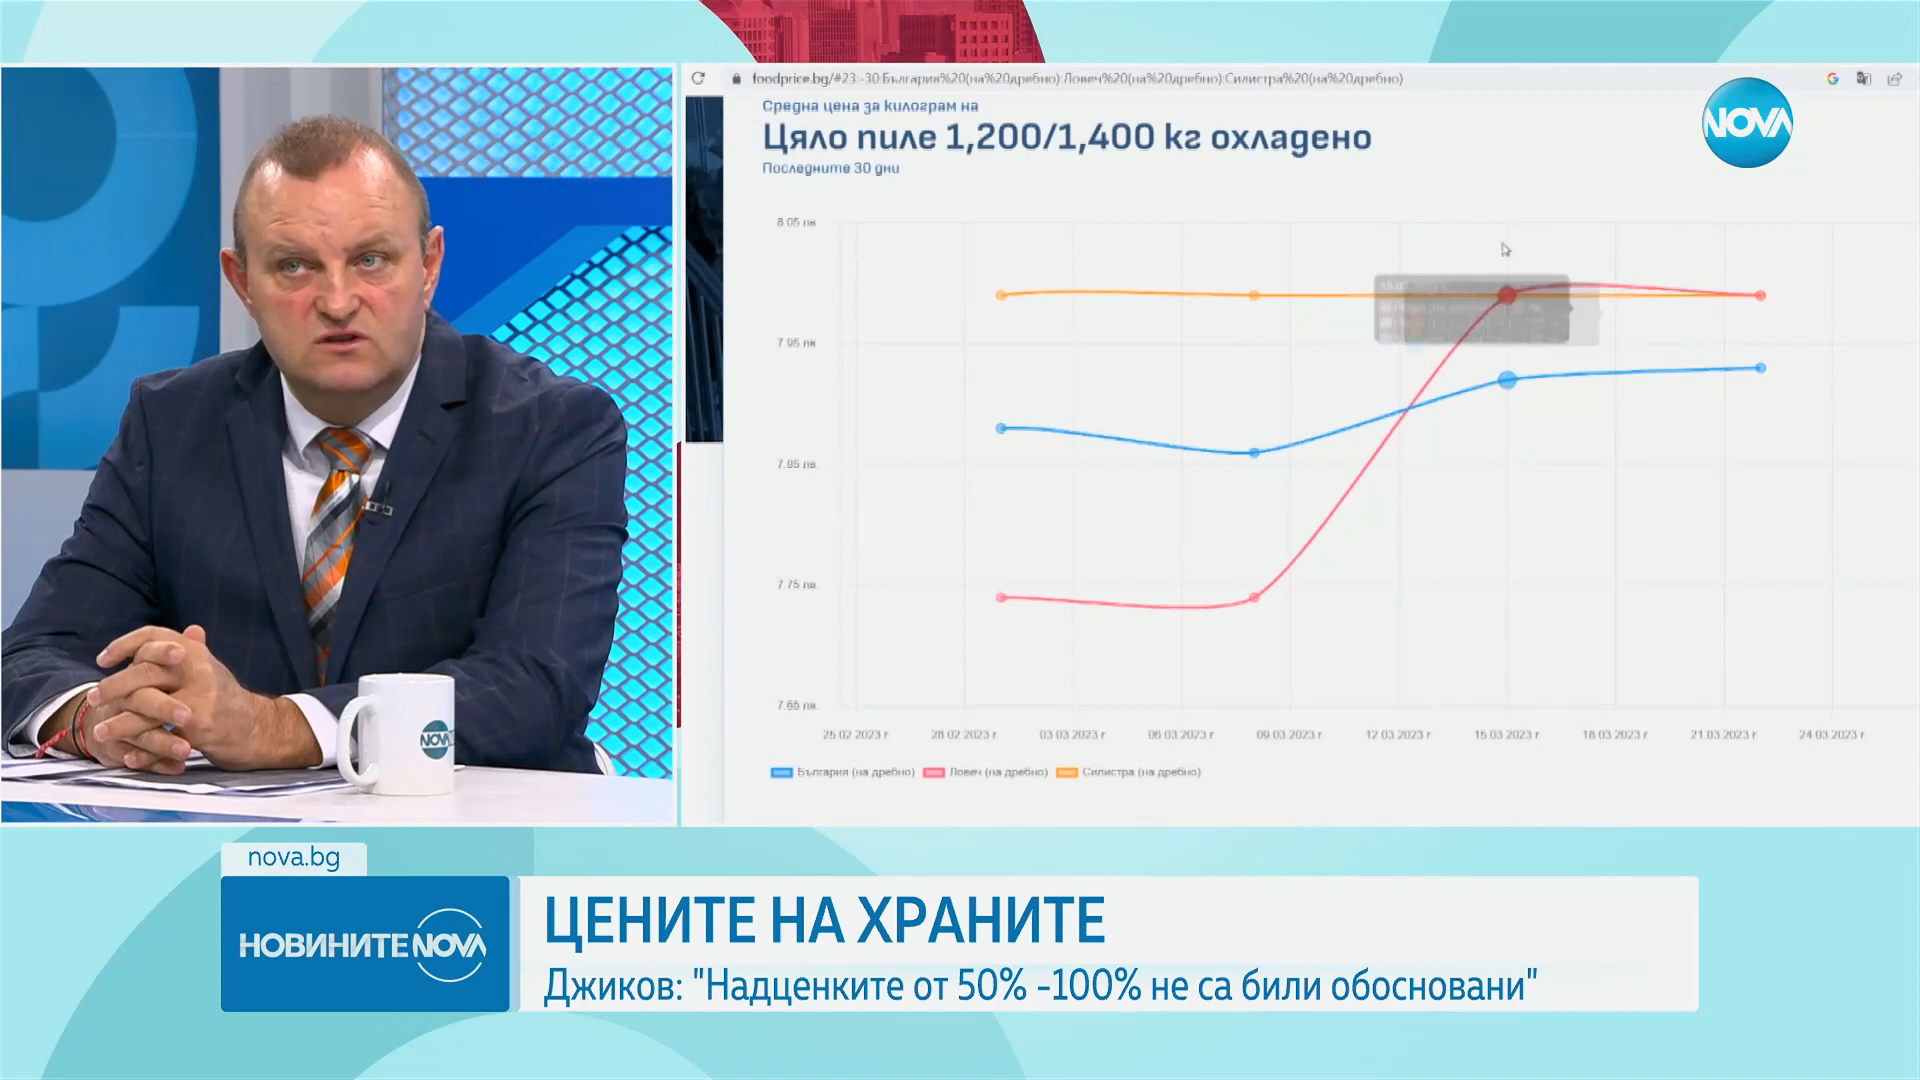 foodprice.bg/#23:-30:България%20(на%20дребно):Ловеч%20(на%20дребно):Силистра%20(на%20дребно)
Средна цена за килограм на
Цяло пиле 1,200/1,400 кг охладено
Последните 30 дни
NOVA
8.05 лв.
7.95 лв.
7.85 лв.
7.75 лв.
7.65 лв.
25.02.2023 г.
28.02.2023 г.
03.03.2023 г.
06.03.2023 г.
09.03.2023 г.
12.03.2023 г.
15.03.2023 г.
18.03.2023 г.
21.03.2023 г.
24.03.2023 г.
България (на дребно) Ловеч (на дребно) Силистра (на дребно)
NOVA
nova.bg
НОВИНИТЕ NOVA
ЦЕНИТЕ НА ХРАНИТЕ
Джиков: "Надценките от 50% -100% не са били обосновани"